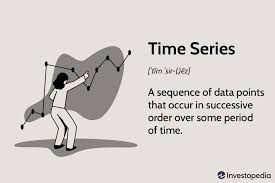 Time Series
[ˈtīm ˈsir-(ˌ)ēz]
A sequence of data points
that occur in successive
order over some period
of time.
Investopedia